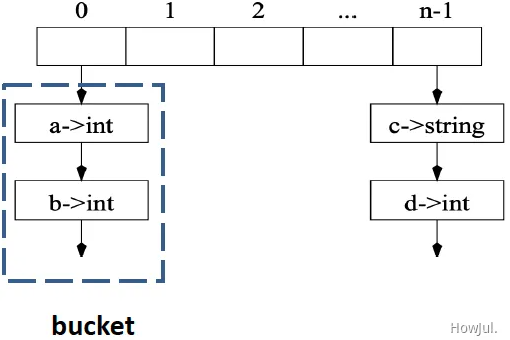 0 1 2 ... n-1
a->int c->string
b->int d->int
bucket
HowJul.